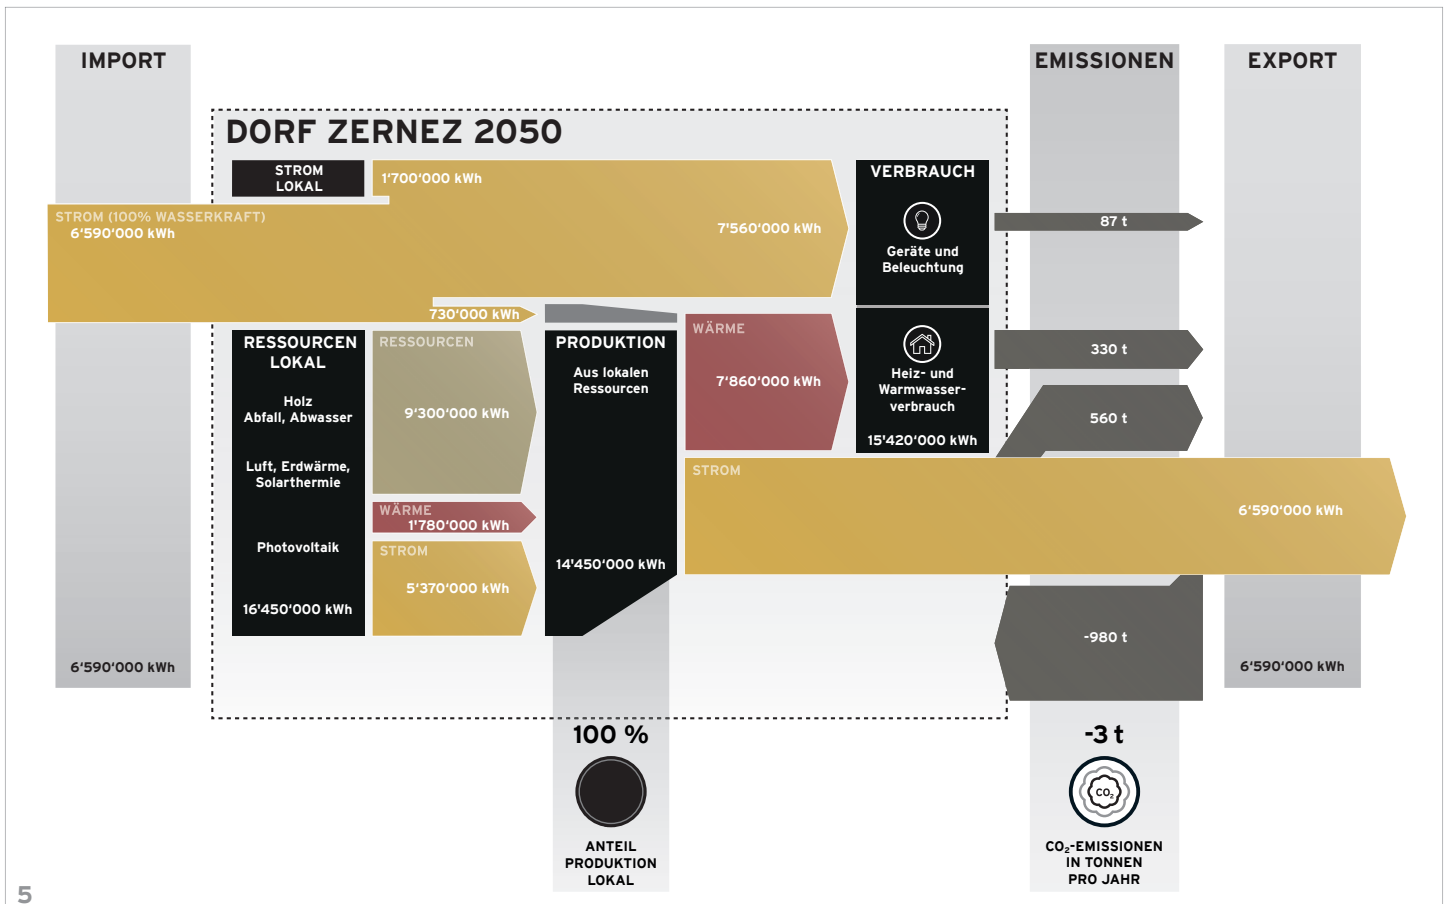 IMPORT
EMISSIONEN
EXPORT
DORF ZERNEZ 2050
STROM
LOKAL
1'700'000 kWh
STROM (100% WASSERKRAFT)
6'590'000 kWh
7'560'000 kWh
730'000 kWh
VERBRAUCH
Geräte und
Beleuchtung
87 t
RESSOURCEN
LOKAL
Holz
Abfall, Abwasser
Luft, Erdwärme,
Solarthermie
Photovoltaik
16'450'000 kWh
RESSOURCEN
9'300'000 kWh
WÄRME
1'780'000 kWh
STROM
5'370'000 kWh
PRODUKTION
Aus lokalen
Ressourcen
14'450'000 kWh
WÄRME
7'860'000 kWh
Heiz- und
Warmwasser-
verbrauch
15'420'000 kWh
330 t
560 t
STROM
6'590'000 kWh
-980 t
6'590'000 kWh
6'590'000 kWh
100 %
ANTEIL
PRODUKTION
LOKAL
-3 t
CO₂
CO₂-EMISSIONEN
IN TONNEN
PRO JAHR
5